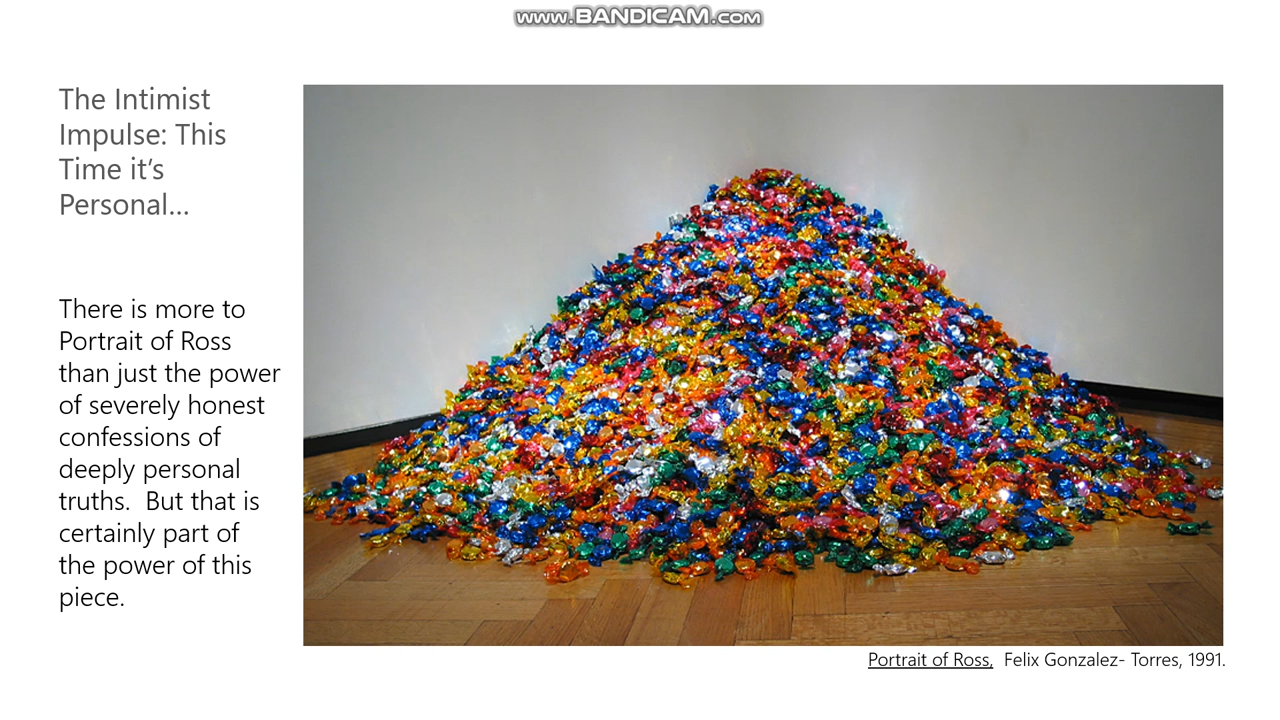 www.BANDICAM.com
The Intimist
Impulse: This
Time it’s
Personal…
There is more to
Portrait of Ross
than just the power
of severely honest
confessions of
deeply personal
truths.  But that is
certainly part of
the power of this
piece.
Portrait of Ross,  Felix Gonzalez- Torres, 1991.